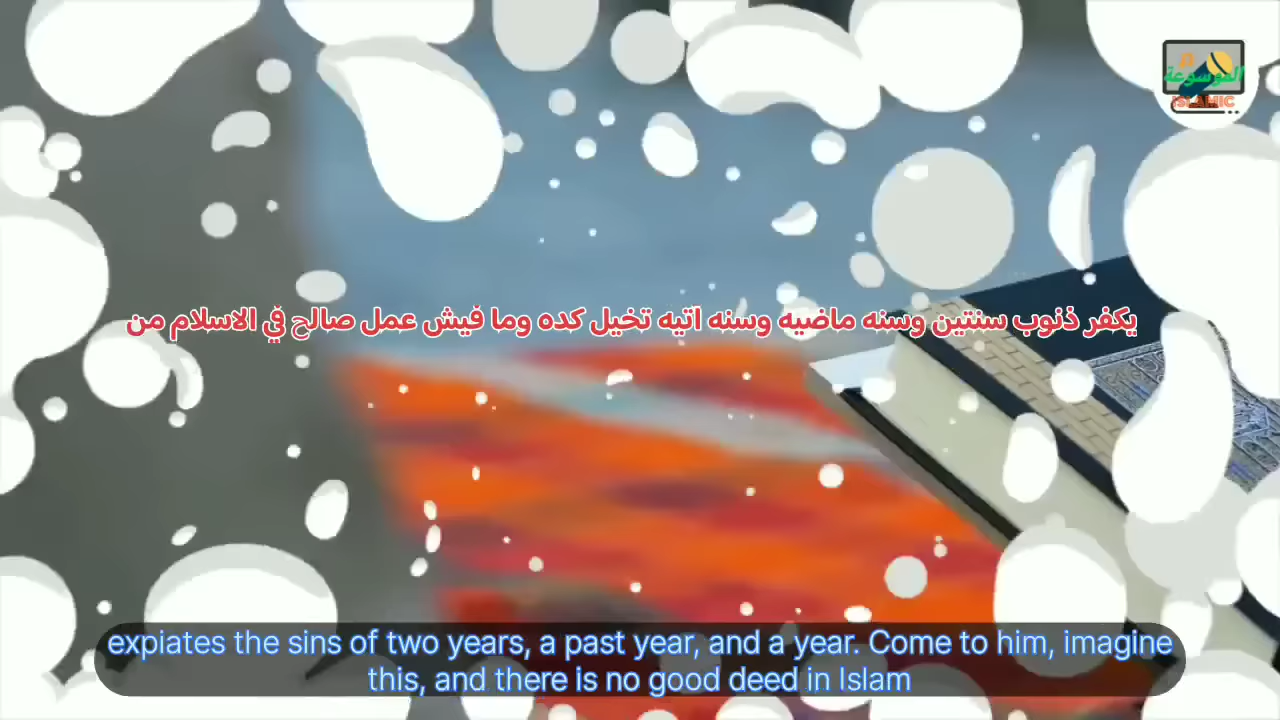 الموسوعة
ISLAMIC
يكفر ذنوب سنتين وسنه ماضيه وسنه اتيه تخيل كده وما فيش عمل صالح في الاسلام من
expiates the sins of two years, a past year, and a year. Come to him, imagine
this, and there is no good deed in Islam